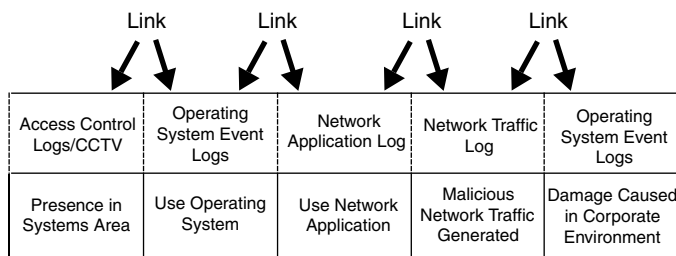 Link Link Link Link
Access Control Logs/CCTV
Operating System Event Logs
Network Application Log
Network Traffic Log
Operating System Event Logs
Presence in Systems Area
Use Operating System
Use Network Application
Malicious Network Traffic Generated
Damage Caused in Corporate Environment